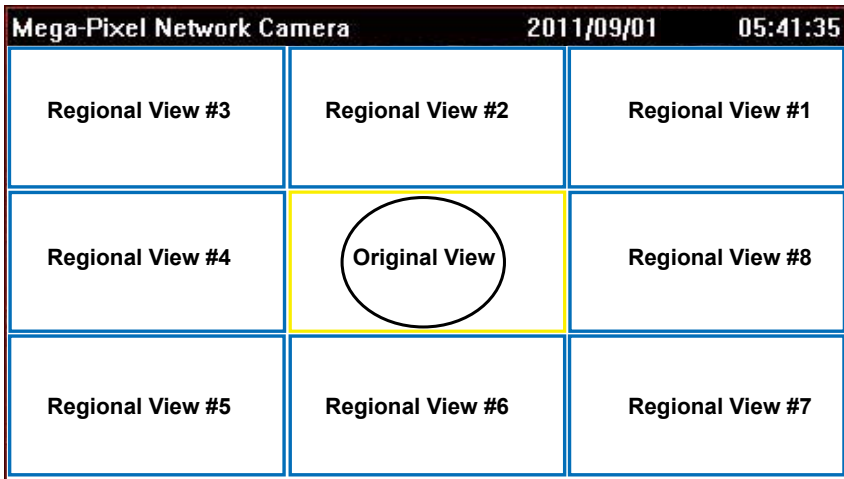 Mega-Pixel Network Camera 2011/09/01 05:41:35
Regional View #3 Regional View #2 Regional View #1
Regional View #4 Original View Regional View #8
Regional View #5 Regional View #6 Regional View #7